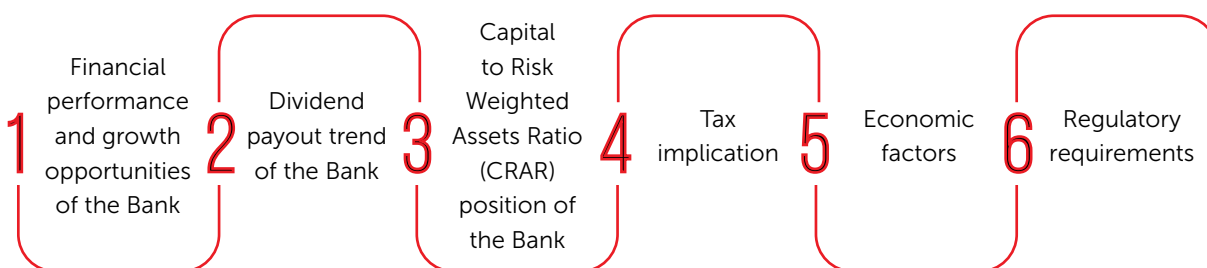 1
Financial
performance
and growth
opportunities
of the Bank
2
Dividend
payout trend
of the Bank
3
Capital
to Risk
Weighted
Assets Ratio
(CRAR)
position of
the Bank
4
Tax
implication
5
Economic
factors
6
Regulatory
requirements